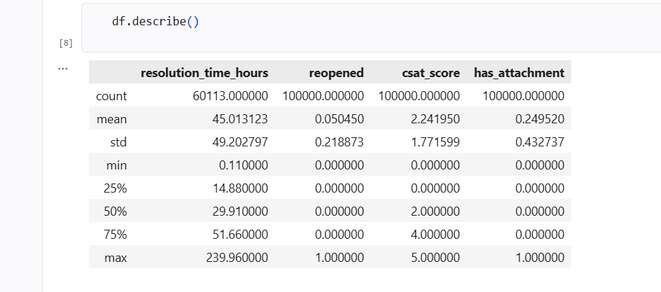 df.describe()
[8]
...
resolution_time_hours reopened csat_score has_attachment
count 60113.000000 100000.000000 100000.000000 100000.000000
mean 45.013123 0.050450 2.241950 0.249520
std 49.202797 0.218873 1.771599 0.432737
min 0.110000 0.000000 0.000000 0.000000
25% 14.880000 0.000000 0.000000 0.000000
50% 29.910000 0.000000 2.000000 0.000000
75% 51.660000 0.000000 4.000000 0.000000
max 239.960000 1.000000 5.000000 1.000000